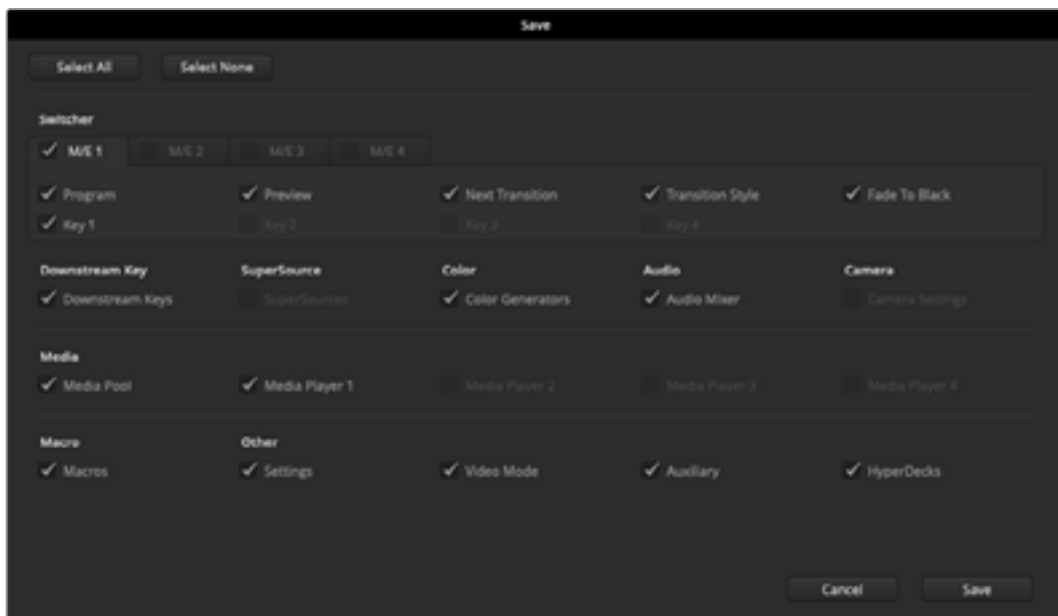 Save
Select All Select None
Switcher
M/E 1 M/E 2 M/E 3 M/E 4
Program Preview Next Transition Transition Style Fade To Black
Key 1 Key 2 Key 3 Key 4
Downstream Key SuperSource Color Audio Camera
Downstream Keys SuperSources Color Generators Audio Mixer Camera Settings
Media
Media Pool Media Player 1 Media Player 2 Media Player 3 Media Player 4
Macro Other
Macros Settings Video Mode Auxiliary HyperDecks
Cancel Save